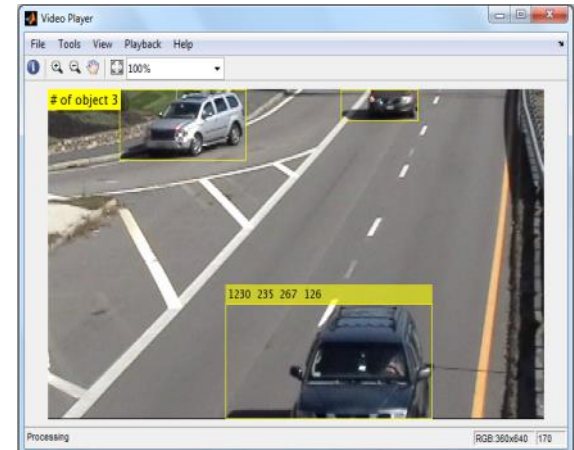 Video Player
File Tools View Playback Help
100%
# of object 3
1230 235 267 126
Processing
RGB:360x640 170